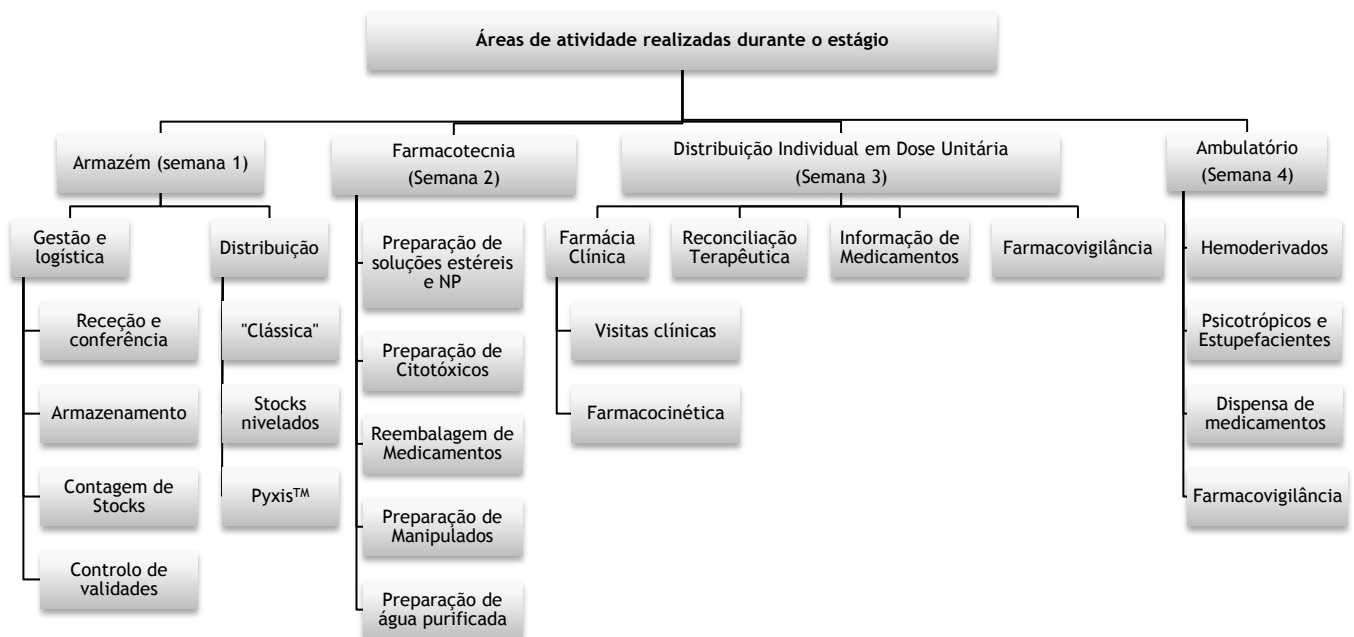 Áreas de atividade realizadas durante o estágio
Armazém (semana 1)
Farmacotecnia
(Semana 2)
Distribuição Individual em Dose Unitária
(Semana 3)
Ambulatório
(Semana 4)
Gestão e
logística
Distribuição
Preparação de
soluções estéreis
e NP
Farmácia
Clínica
Reconciliação
Terapêutica
Informação de
Medicamentos
Farmacovigilância
Hemoderivados
Receção e
conferência
"Clássica"
Preparação de
Citotóxicos
Visitas clínicas
Psicotrópicos e
Estupefacientes
Armazenamento
Stocks
nivelados
Reembalagem de
Medicamentos
Farmacocinética
Dispensa de
medicamentos
Contagem de
Stocks
Pyxis™
Preparação de
Manipulados
Farmacovigilância
Controlo de
validades
Preparação de
água purificada